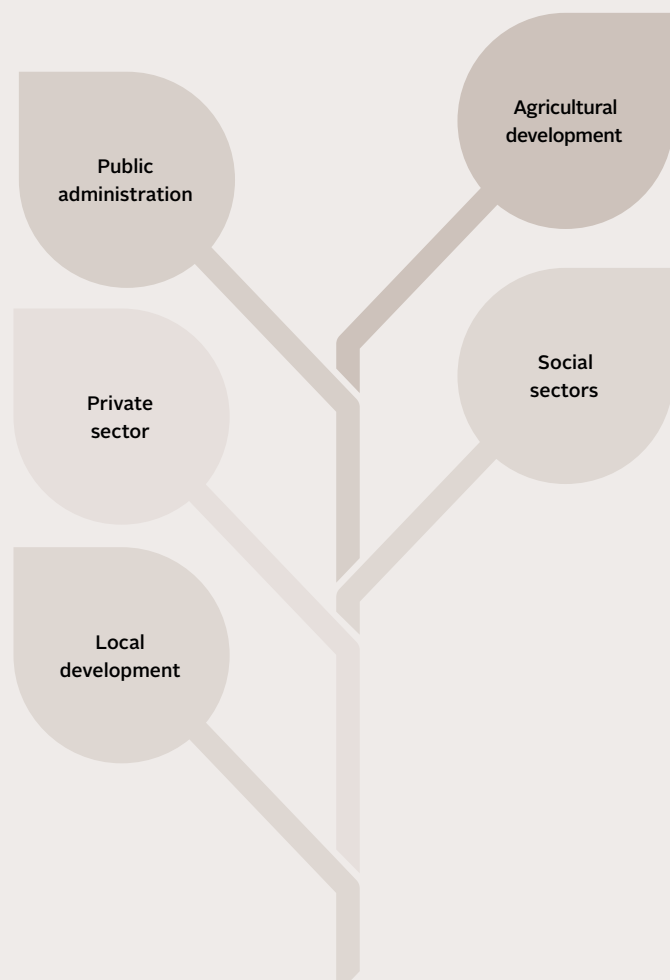 Agricultural
development
Public
administration
Social
sectors
Private
sector
Local
development